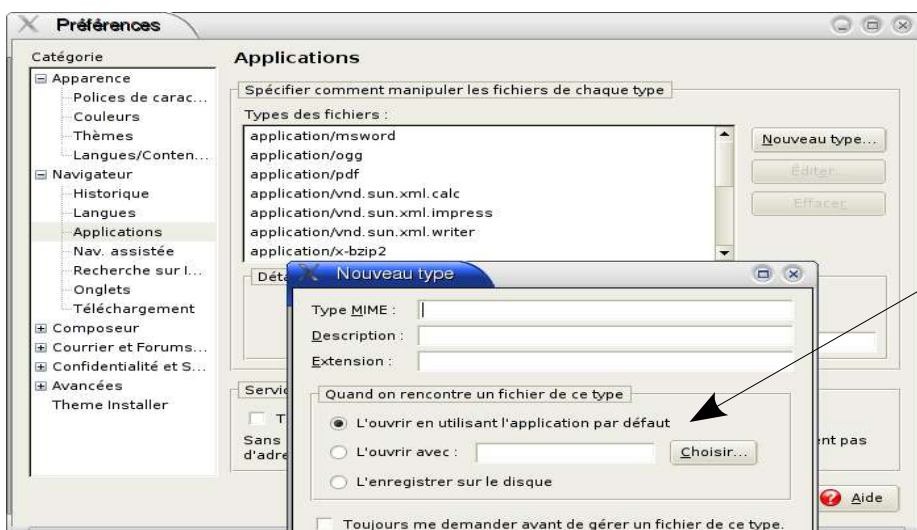 Préférences
Catégorie
Apparence
Polices de carac...
Couleurs
Thèmes
Langues/Conten...
Navigateur
Historique
Langues
Applications
Nav. assistée
Recherche sur I...
Onglets
Téléchargement
Composeur
Courrier et Forums...
Confidentialité et S...
Avancées
Theme Installer
Applications
Spécifier comment manipuler les fichiers de chaque type
Types des fichiers :
application/msword
application/ogg
application/pdf
application/vnd.sun.xml.calc
application/vnd.sun.xml.impress
application/vnd.sun.xml.writer
application/x-bzip2
Nouveau type...
Éditer...
Effacer
Déta
Servic
T
Sans
d'adre
ent pas
Aide
Nouveau type
Type MIME :
Description :
Extension :
Quand on rencontre un fichier de ce type
L'ouvrir en utilisant l'application par défaut
L'ouvrir avec :
Choisir...
L'enregistrer sur le disque
Toujours me demander avant de gérer un fichier de ce type.